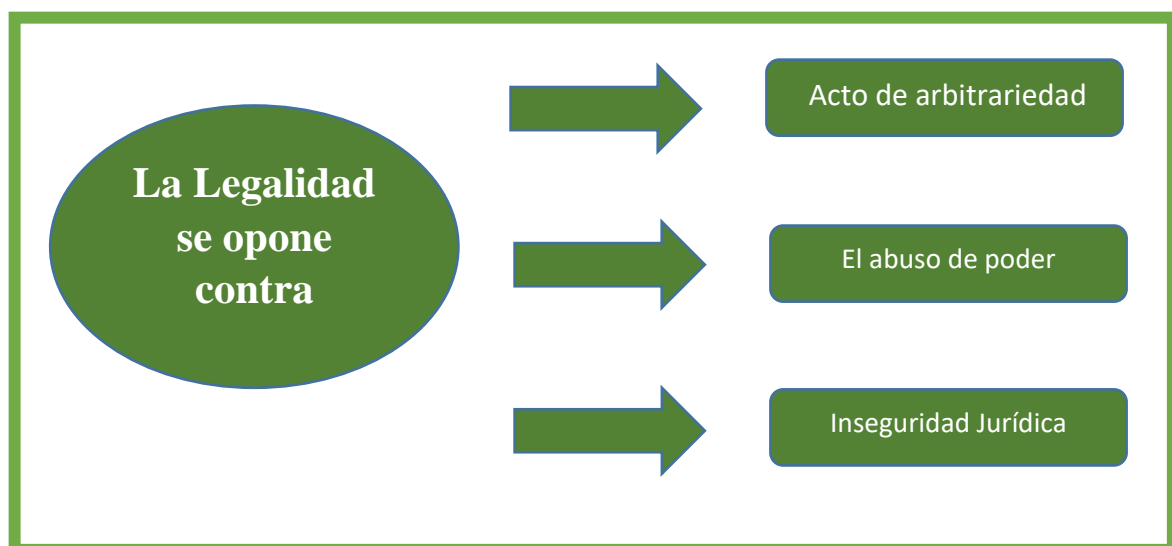 La Legalidad
se opone
contra
Acto de arbitrariedad
El abuso de poder
Inseguridad Jurídica